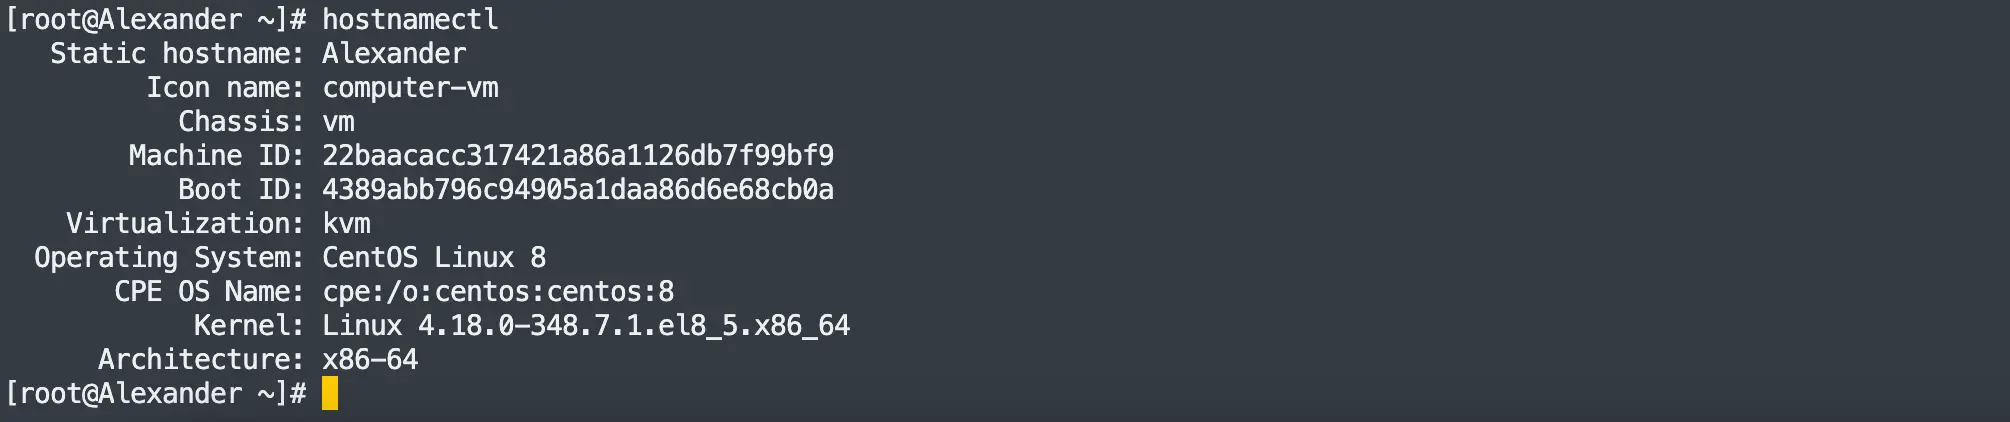 [root@Alexander ~]# hostnamectl
Static hostname: Alexander
Icon name: computer-vm
Chassis: vm
Machine ID: 22baacacc317421a86a1126db7f99bf9
Boot ID: 4389abb796c94905a1daa86d6e68cb0a
Virtualization: kvm
Operating System: CentOS Linux 8
CPE OS Name: cpe:/o:centos:centos:8
Kernel: Linux 4.18.0-348.7.1.el8_5.x86_64
Architecture: x86-64
[root@Alexander ~]#